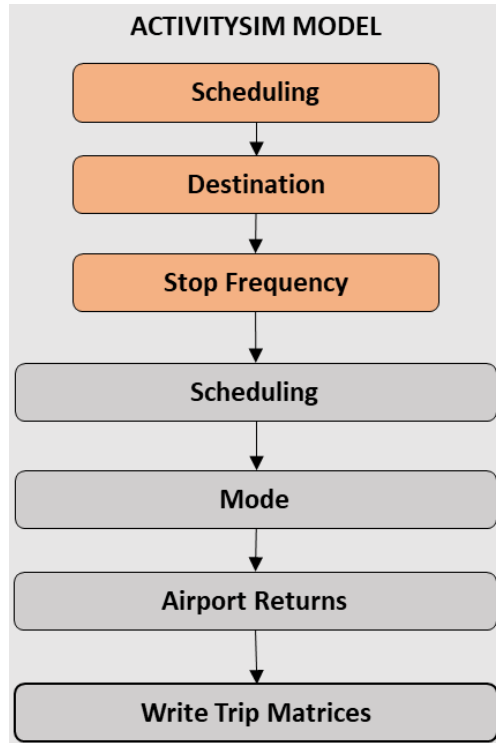 ACTIVITYSIM MODEL
Scheduling
Destination
Stop Frequency
Scheduling
Mode
Airport Returns
Write Trip Matrices